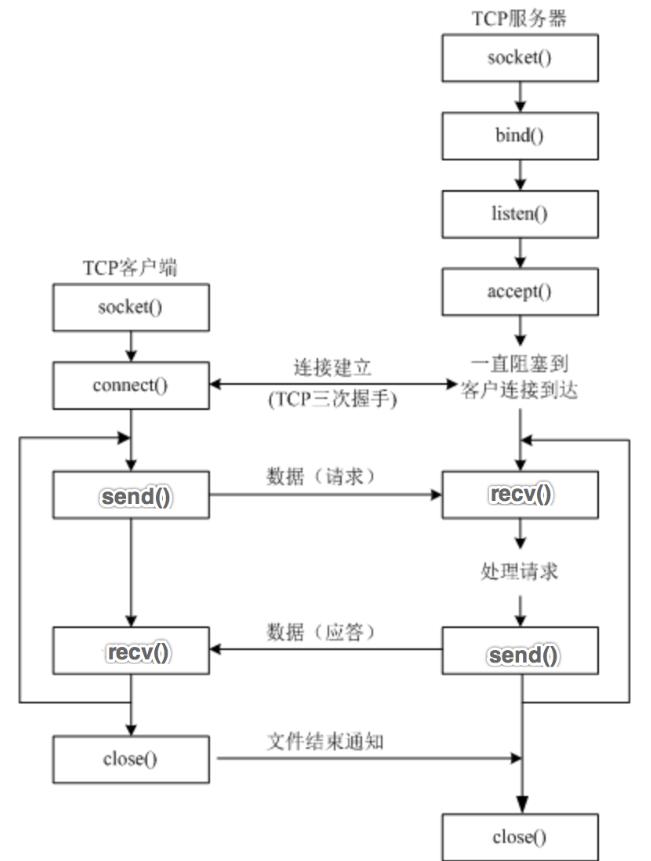 TCP服务器
socket()
bind()
listen()
accept()
一直阻塞到
客户连接到达
TCP客户端
socket()
connect()
连接建立
(TCP三次握手)
send()
数据（请求）
recv()
处理请求
recv()
数据（应答）
send()
close()
文件结束通知
close()